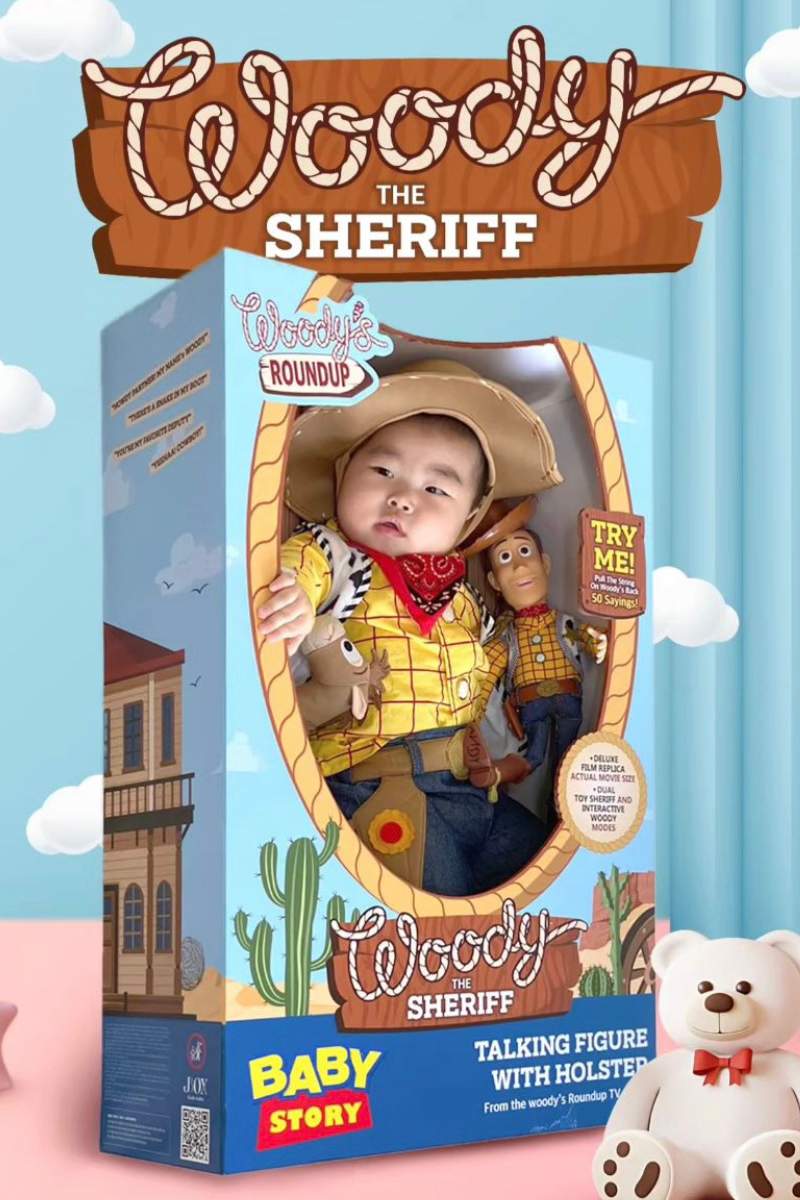 Woody
THE
SHERIFF
Woody's
ROUNDUP
"HOWDY PARTNER! MY NAME'S WOODY"
"THERE'S A SNAKE IN MY BOOT"
"YOU'RE MY FAVORITE DEPUTY"
"YEEHAA! COWBOY!"
TRY
ME!
Pull The String
On Woody's Back
50 Sayings!
• DELUXE
FILM REPLICA
ACTUAL MOVIE SIZE
• DUAL
TOY SHERIFF AND
INTERACTIVE
WOODY
MODES
Woody
THE
SHERIFF
BABY
STORY
TALKING FIGURE
WITH HOLSTER
From the woody's Roundup TV